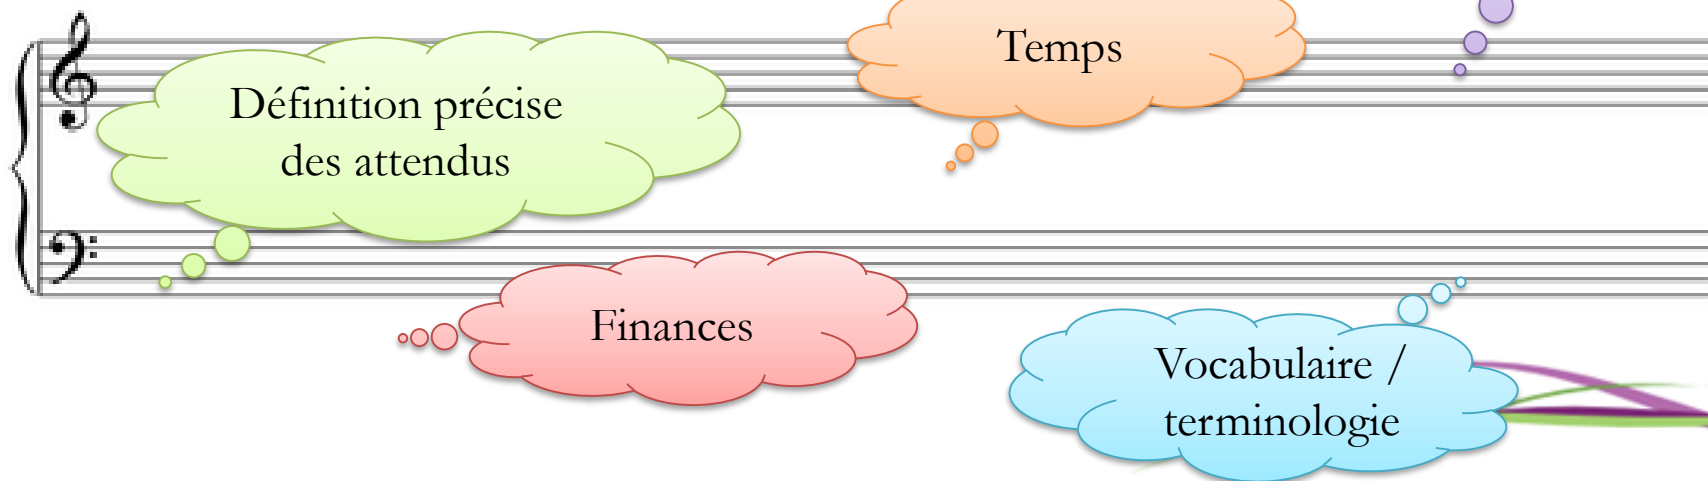 Temps
Définition précise
des attendus
Finances
Vocabulaire /
terminologie